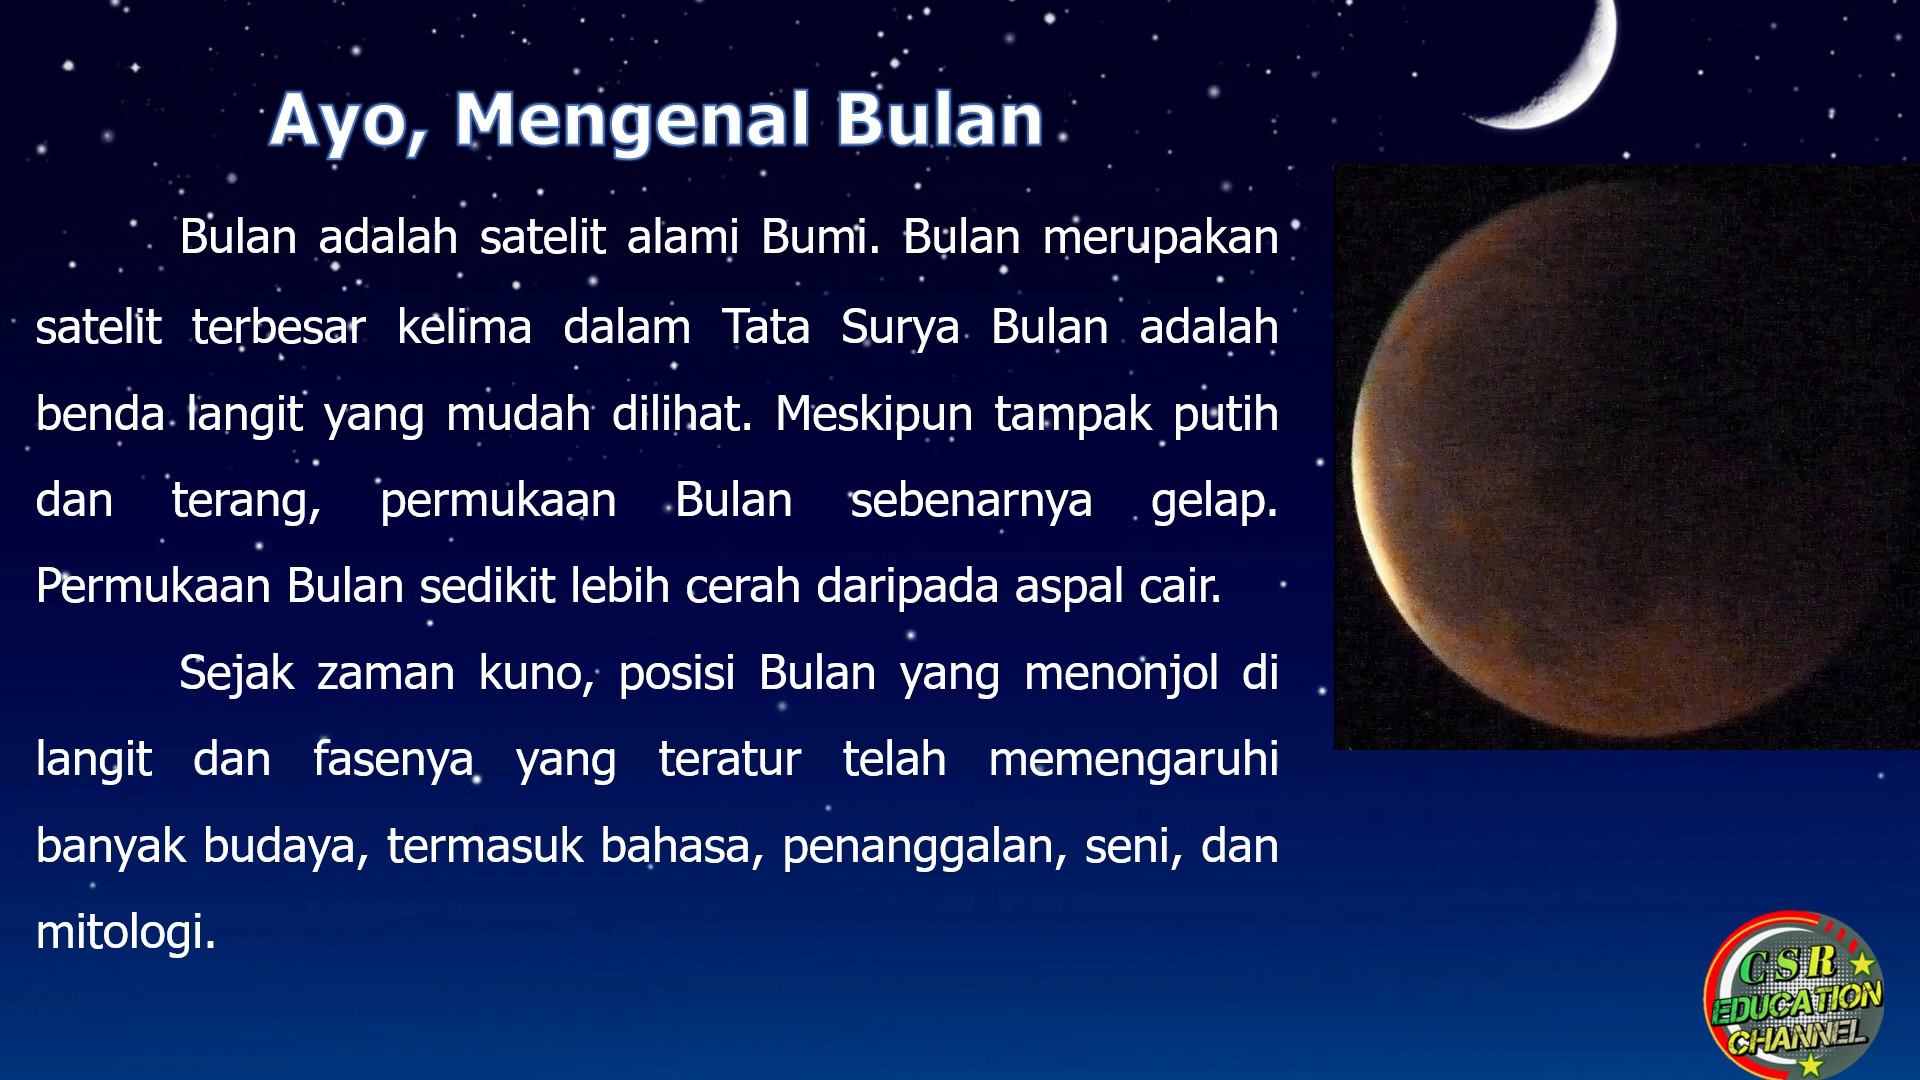 Ayo, Mengenal Bulan
Bulan adalah satelit alami Bumi. Bulan merupakan
satelit terbesar kelima dalam Tata Surya Bulan adalah
benda langit yang mudah dilihat. Meskipun tampak putih
dan terang, permukaan Bulan sebenarnya gelap.
Permukaan Bulan sedikit lebih cerah daripada aspal cair.
Sejak zaman kuno, posisi Bulan yang menonjol di
langit dan fasenya yang teratur telah memengaruhi
banyak budaya, termasuk bahasa, penanggalan, seni, dan
mitologi.
CSR
EDUCATION
CHANNEL